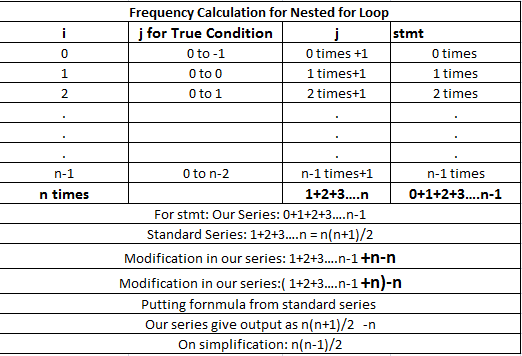 Frequency Calculation for Nested for Loop
i j for True Condition j stmt
0 0 to -1 0 times +1 0 times
1 0 to 0 1 times+1 1 times
2 0 to 1 2 times+1 2 times
. . .
. . .
. . .
n-1 0 to n-2 n-1 times+1 n-1 times
n times 1+2+3....n 0+1+2+3....n-1
For stmt: Our Series: 0+1+2+3....n-1
Standard Series: 1+2+3....n = n(n+1)/2
Modification in our series: 1+2+3....n-1 +n-n
Modification in our series:( 1+2+3....n-1 +n)-n
Putting fornmula from standard series
Our series give output as n(n+1)/2 -n
On simplification: n(n-1)/2